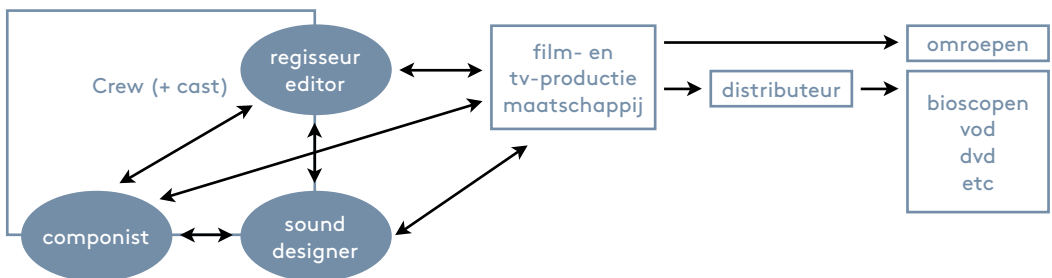 regisseur
editor
Crew (+ cast)
componist
sound
designer
film- en
tv-productie
maatschappij
distributeur
omroepen
bioscopen
vod
dvd
etc